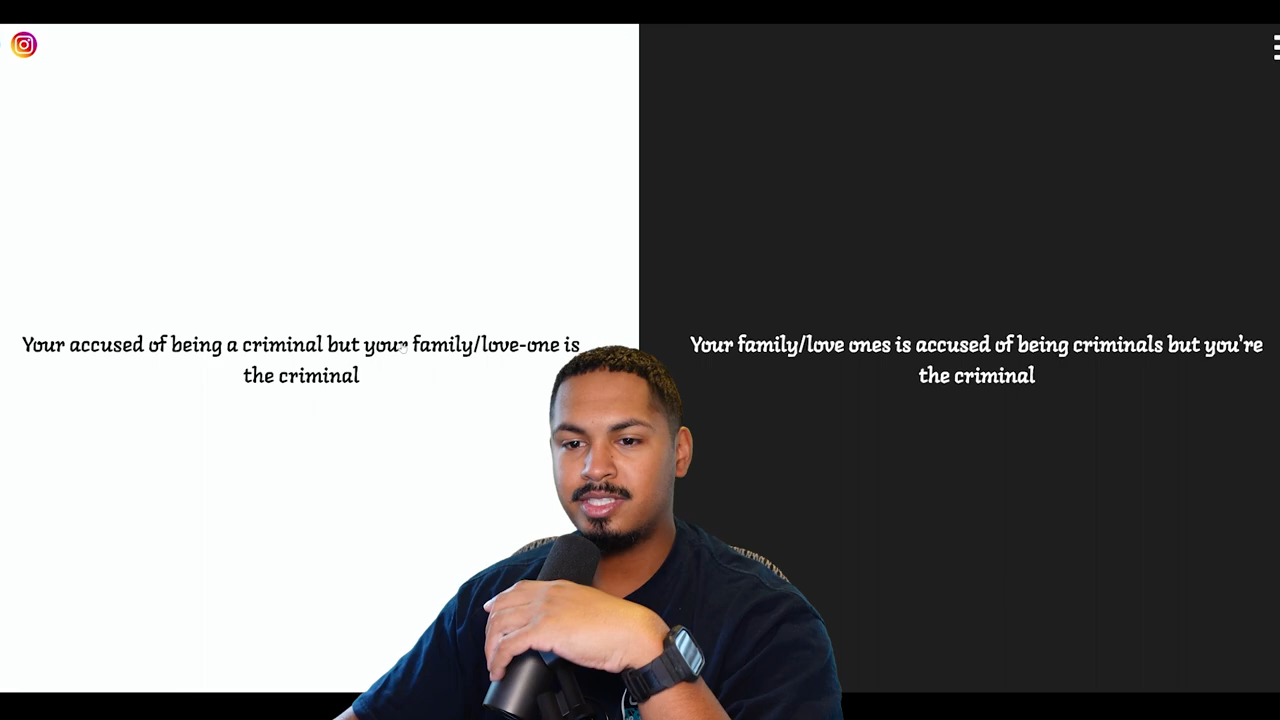 Your accused of being a criminal but your family/love-one is
the criminal
Your family/love ones is accused of being criminals but you're
the criminal